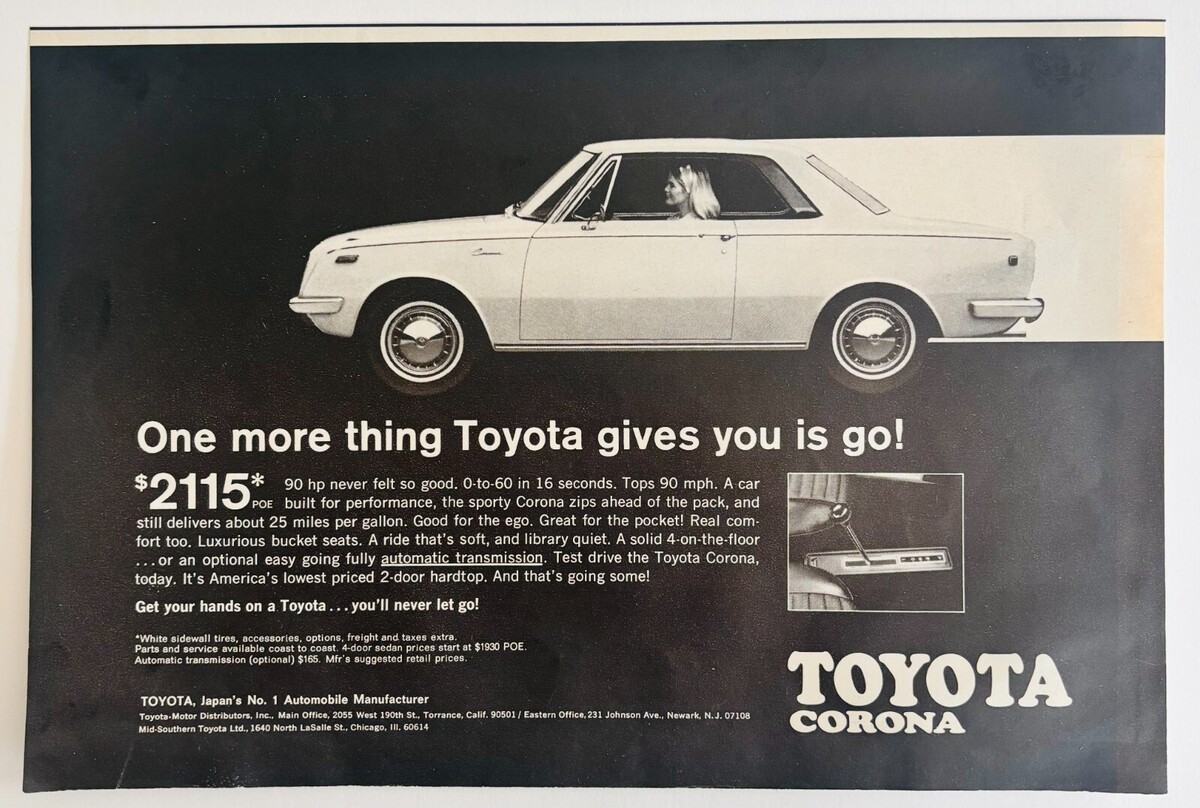 Corona
One more thing Toyota gives you is go!
$2115* POE 90 hp never felt so good. 0-to-60 in 16 seconds. Tops 90 mph. A car
built for performance, the sporty Corona zips ahead of the pack, and
still delivers about 25 miles per gallon. Good for the ego. Great for the pocket! Real com-
fort too. Luxurious bucket seats. A ride that's soft, and library quiet. A solid 4-on-the-floor
...or an optional easy going fully automatic transmission. Test drive the Toyota Corona,
today. It's America's lowest priced 2-door hardtop. And that's going some!
Get your hands on a Toyota...you'll never let go!
*White sidewall tires, accessories, options, freight and taxes extra.
Parts and service available coast to coast. 4-door sedan prices start at $1930 POE.
Automatic transmission (optional) $165. Mfr's suggested retail prices.
TOYOTA, Japan's No. 1 Automobile Manufacturer
Toyota-Motor Distributors, Inc., Main Office, 2055 West 190th St., Torrance, Calif. 90501 / Eastern Office, 231 Johnson Ave., Newark, N.J. 07108
Mid-Southern Toyota Ltd., 1640 North LaSalle St., Chicago, Ill. 60614
TOYOTA
CORONA